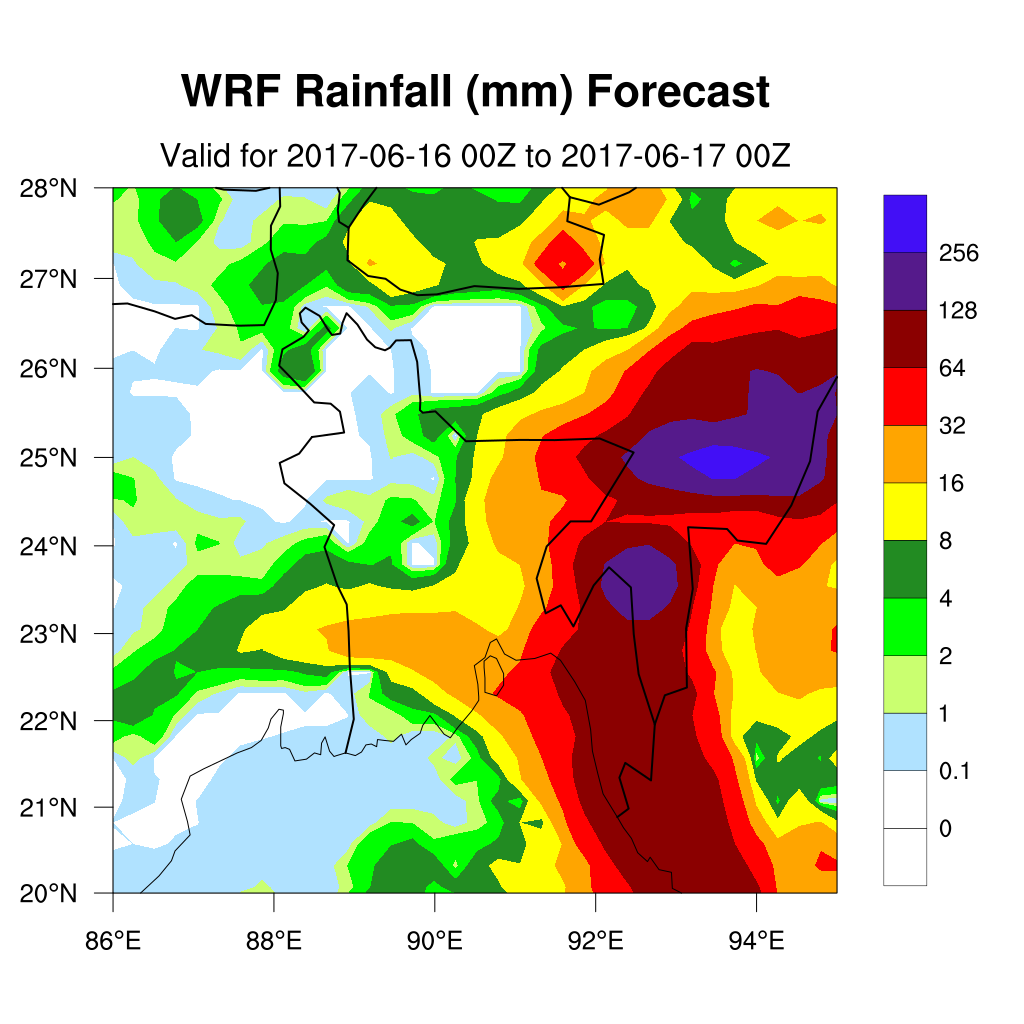 WRF Rainfall (mm) Forecast
Valid for 2017-06-16 00Z to 2017-06-17 00Z
28°N
27°N
26°N
25°N
24°N
23°N
22°N
21°N
20°N
86°E 88°E 90°E 92°E 94°E
256
128
64
32
16
8
4
2
1
0.1
0